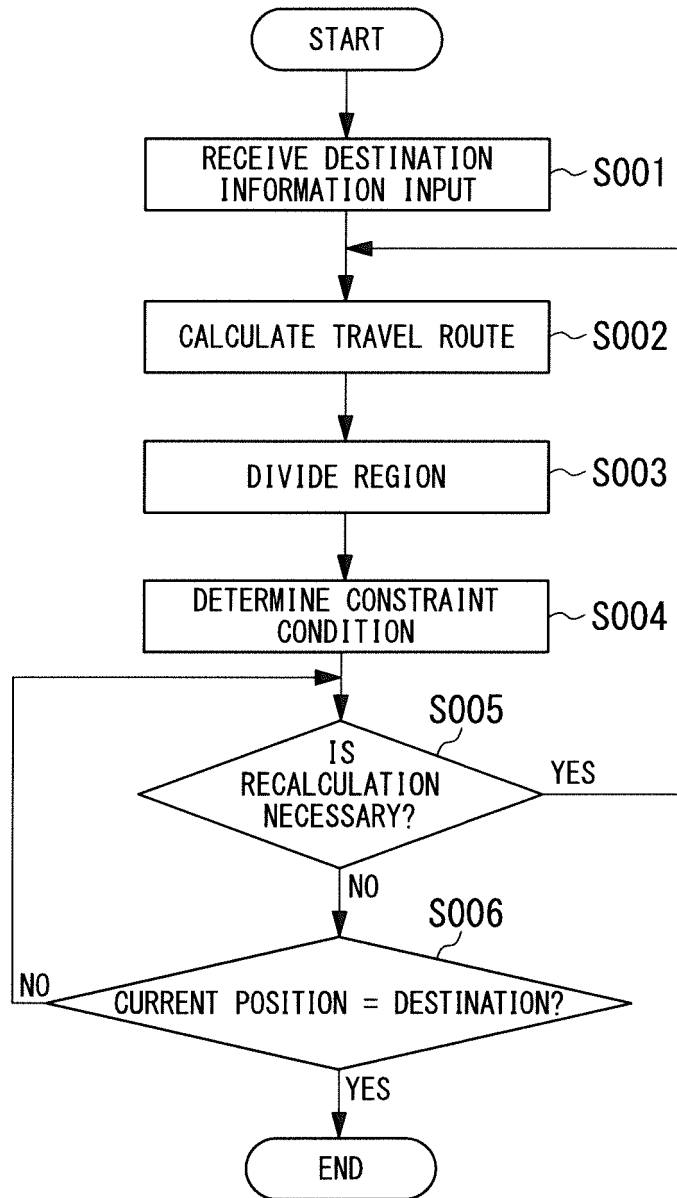 START
RECEIVE DESTINATION
INFORMATION INPUT
S001
CALCULATE TRAVEL ROUTE
S002
DIVIDE REGION
S003
DETERMINE CONSTRAINT
CONDITION
S004
S005
IS
RECALCULATION
NECESSARY?
YES
NO
S006
NO
CURRENT POSITION = DESTINATION?
YES
END